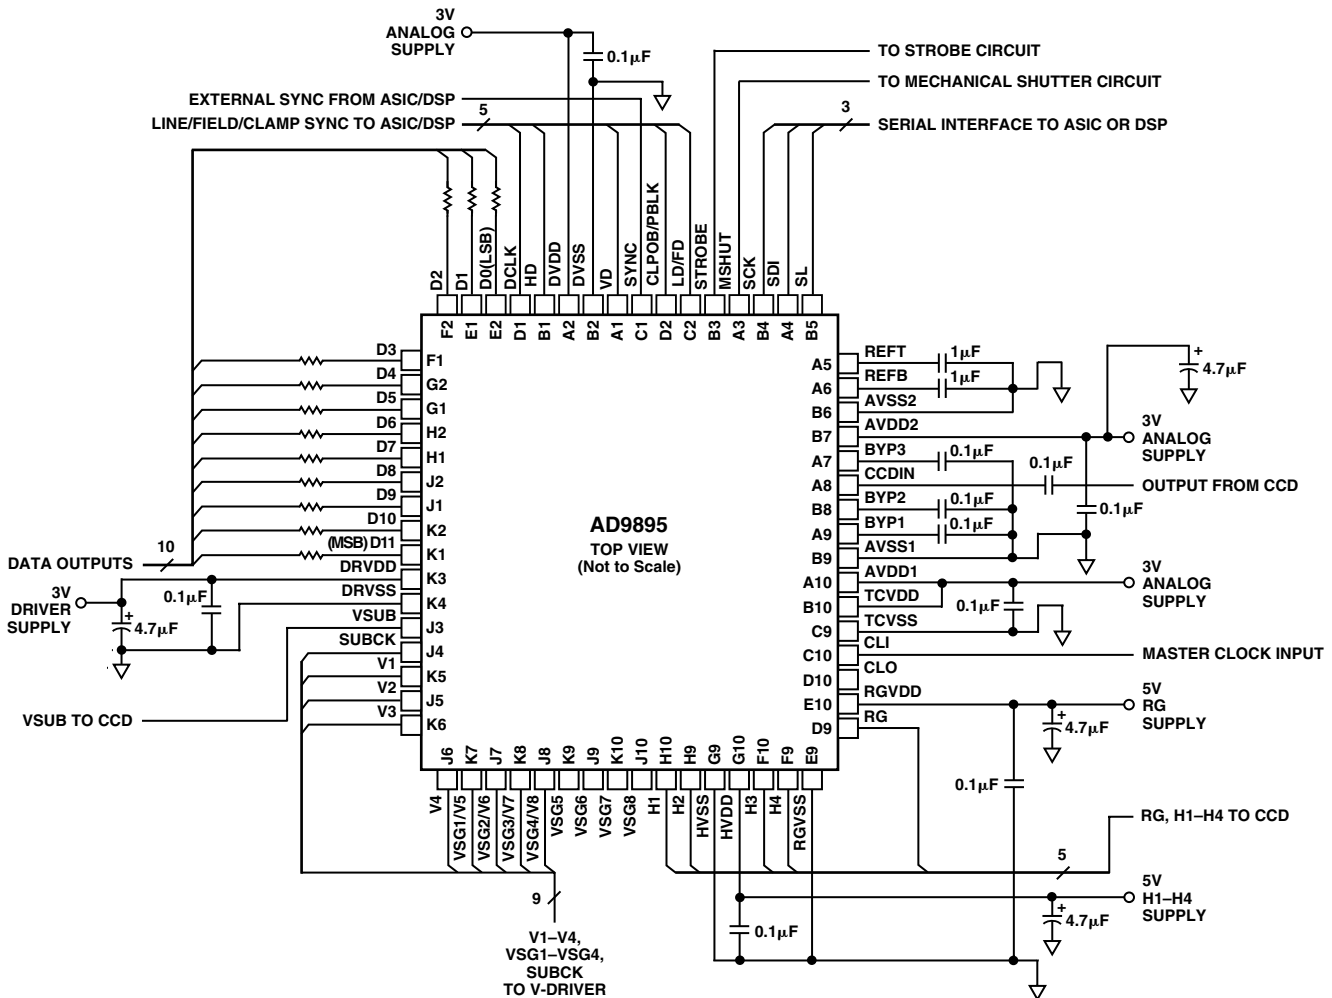 3V
ANALOG
SUPPLY
0.1µF
TO STROBE CIRCUIT
TO MECHANICAL SHUTTER CIRCUIT
EXTERNAL SYNC FROM ASIC/DSP
LINE/FIELD/CLAMP SYNC TO ASIC/DSP
5
3
SERIAL INTERFACE TO ASIC OR DSP
D2
D1
D0(LSB)
DCLK
HD
DVDD
DVSS
VD
SYNC
CLPOB/PBLK
LD/FD
STROBE
MSHUT
SCK
SDI
SL
F2
E1
E2
D1
B1
A2
B2
A1
C1
D2
C2
B3
A3
B4
A4
B5
D3
F1
D4
G2
D5
G1
D6
H2
D7
H1
D8
J2
D9
J1
D10
K2
(MSB) D11
K1
DRVDD
K3
DRVSS
K4
VSUB
J3
SUBCK
J4
V1
K5
V2
J5
V3
K6
DATA OUTPUTS
10
3V
DRIVER
SUPPLY
0.1µF
+
4.7µF
VSUB TO CCD
AD9895
TOP VIEW
(Not to Scale)
A5
REFT
1µF
A6
REFB
1µF
B6
AVSS2
B7
AVDD2
A7
BYP3
0.1µF
A8
CCDIN
0.1µF
B8
BYP2
0.1µF
A9
BYP1
0.1µF
B9
AVSS1
A10
AVDD1
B10
TCVDD
C9
TCVSS
C10
CLI
D10
CLO
E10
RGVDD
D9
RG
+
4.7µF
3V
ANALOG
SUPPLY
OUTPUT FROM CCD
0.1µF
3V
ANALOG
SUPPLY
0.1µF
MASTER CLOCK INPUT
5V
RG
SUPPLY
+
4.7µF
0.1µF
J6
K7
J7
K8
J8
K9
J9
K10
J10
H10
H9
G9
G10
F10
F9
E9
V4
VSG1/V5
VSG2/V6
VSG3/V7
VSG4/V8
VSG5
VSG6
VSG7
VSG8
H1
H2
HVSS
HVDD
H3
H4
RGVSS
RG, H1–H4 TO CCD
5
5V
H1–H4
SUPPLY
+
4.7µF
0.1µF
9
V1–V4,
VSG1–VSG4,
SUBCK
TO V-DRIVER